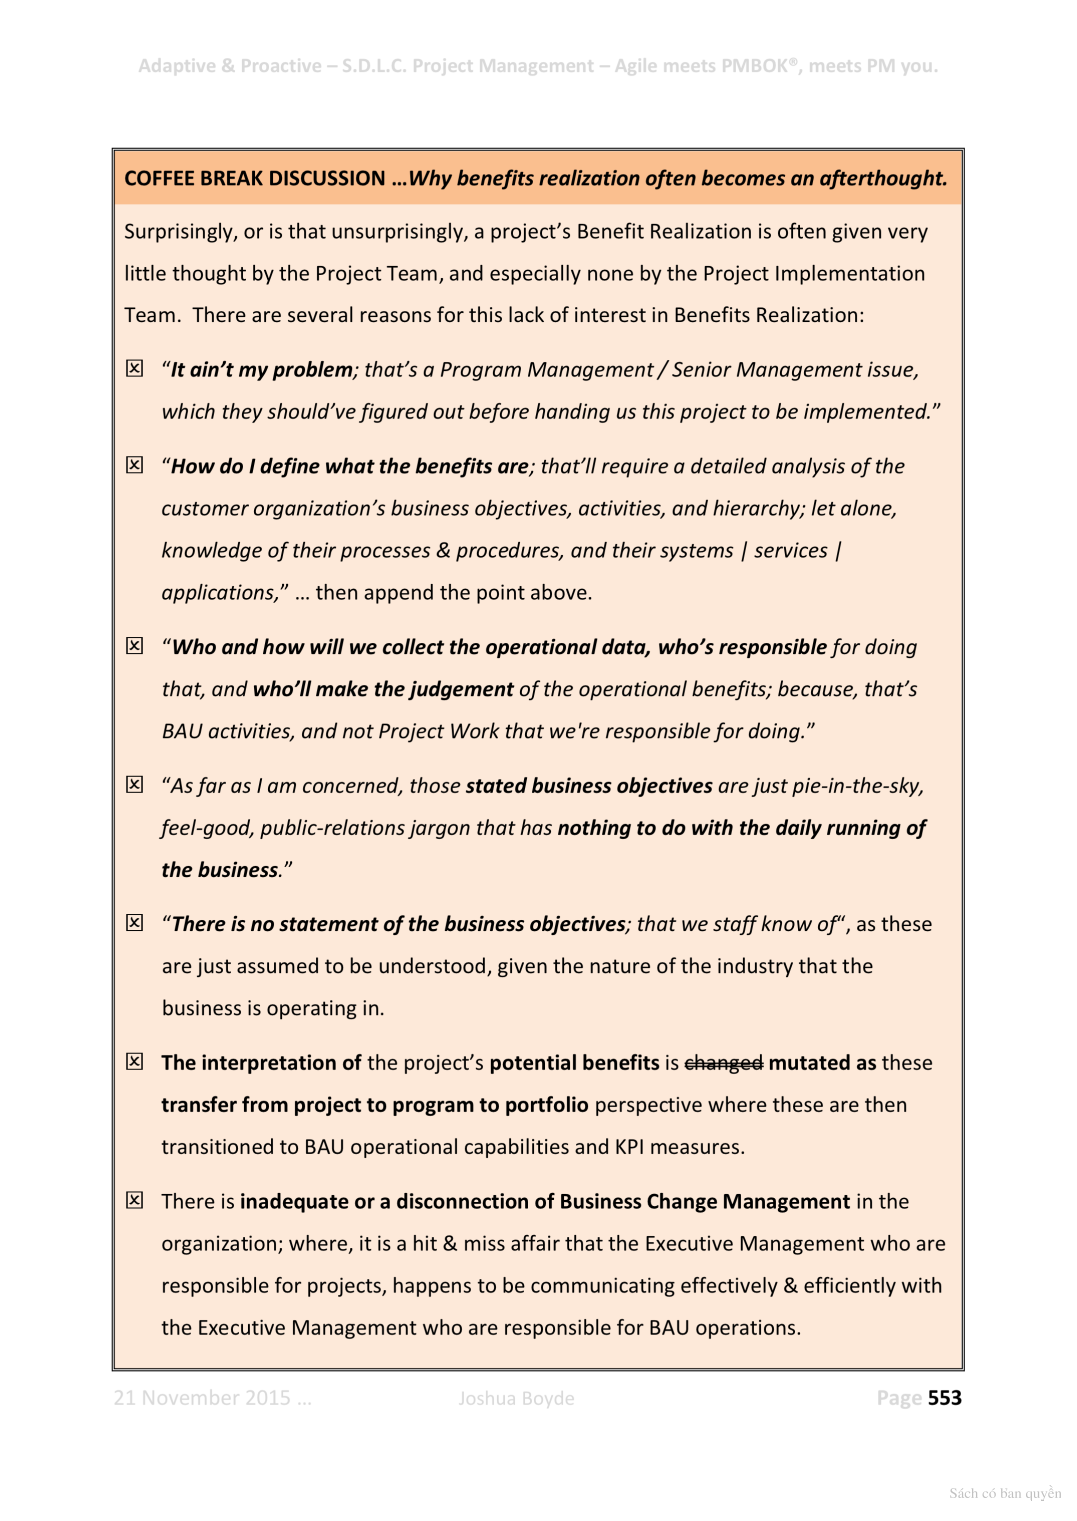 Adaptive & Proactive – S.D.L.C. Project Management – Agile meets PMBOK®, meets PM you.
COFFEE BREAK DISCUSSION …Why benefits realization often becomes an afterthought.
Surprisingly, or is that unsurprisingly, a project’s Benefit Realization is often given very
little thought by the Project Team, and especially none by the Project Implementation
Team.  There are several reasons for this lack of interest in Benefits Realization:
☒ “It ain’t my problem; that’s a Program Management / Senior Management issue,
which they should’ve figured out before handing us this project to be implemented.”
☒ “How do I define what the benefits are; that’ll require a detailed analysis of the
customer organization’s business objectives, activities, and hierarchy; let alone,
knowledge of their processes & procedures, and their systems | services |
applications,” … then append the point above.
☒ “Who and how will we collect the operational data, who’s responsible for doing
that, and who’ll make the judgement of the operational benefits; because, that’s
BAU activities, and not Project Work that we're responsible for doing.”
☒ “As far as I am concerned, those stated business objectives are just pie-in-the-sky,
feel-good, public-relations jargon that has nothing to do with the daily running of
the business.”
☒ “There is no statement of the business objectives; that we staff know of“, as these
are just assumed to be understood, given the nature of the industry that the
business is operating in.
☒ The interpretation of the project’s potential benefits is changed mutated as these
transfer from project to program to portfolio perspective where these are then
transitioned to BAU operational capabilities and KPI measures.
☒ There is inadequate or a disconnection of Business Change Management in the
organization; where, it is a hit & miss affair that the Executive Management who are
responsible for projects, happens to be communicating effectively & efficiently with
the Executive Management who are responsible for BAU operations.
21 November 2015 … Joshua Boyde Page 553
Sách có bản quyền